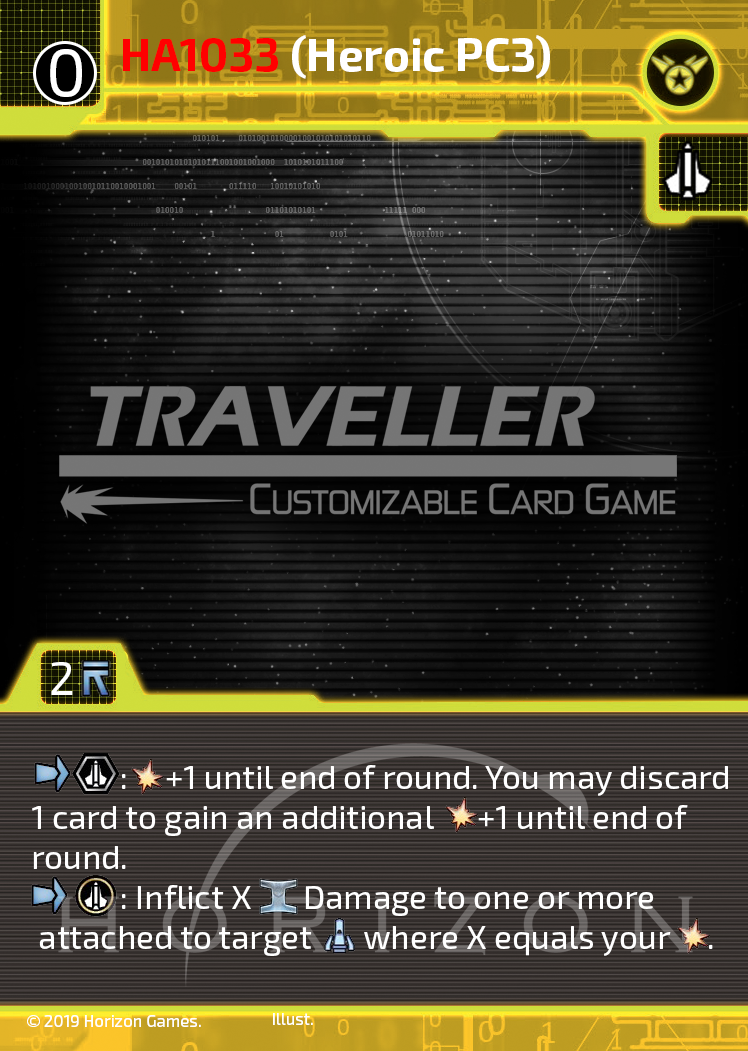 0
HA1033 (Heroic PC3)
TRAVELLER
CUSTOMIZABLE CARD GAME
2
: +1 until end of round. You may discard
1 card to gain an additional +1 until end of
round.
: Inflict X Damage to one or more
attached to target where X equals your .
HORIZON
© 2019 Horizon Games.
Illust.